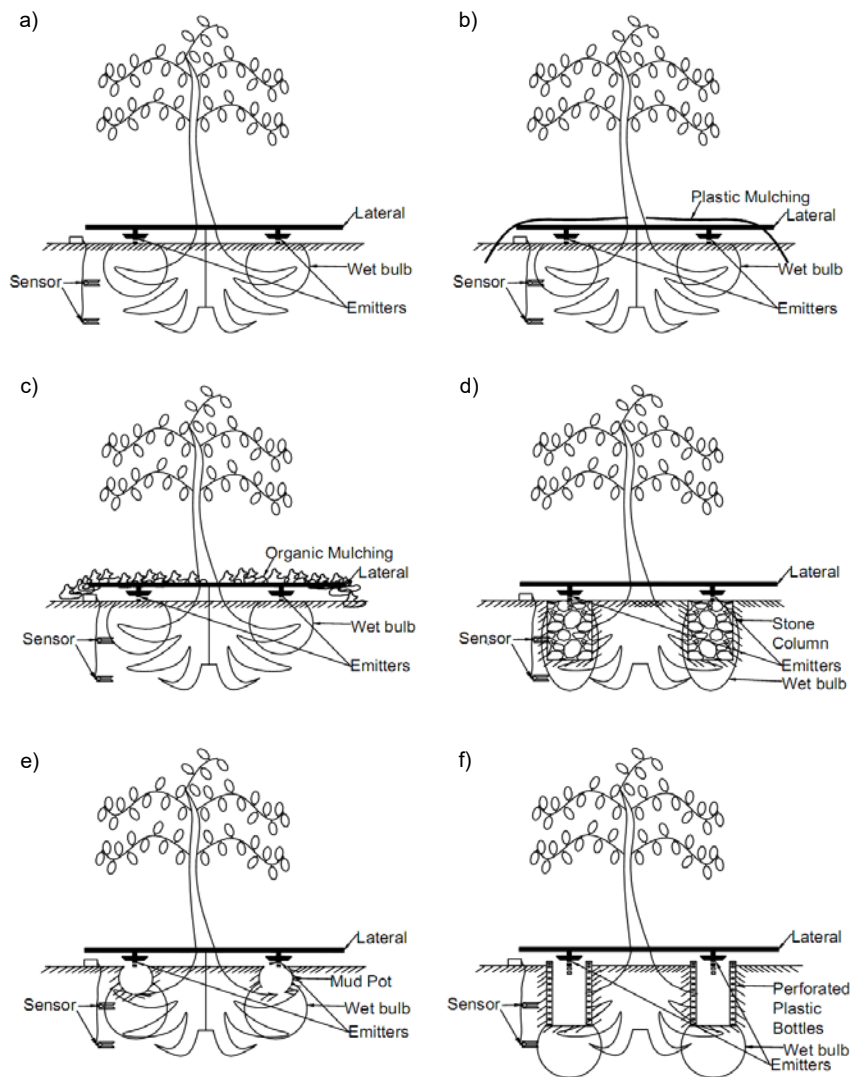 a)
Lateral
Wet bulb
Sensor
Emitters
b)
Plastic Mulching
Lateral
Wet bulb
Sensor
Emitters
c)
Organic Mulching
Lateral
Wet bulb
Sensor
Emitters
d)
Lateral
Stone
Column
Sensor
Emitters
Wet bulb
e)
Lateral
Mud Pot
Sensor
Wet bulb
Emitters
f)
Lateral
Perforated
Plastic
Bottles
Sensor
Wet bulb
Emitters